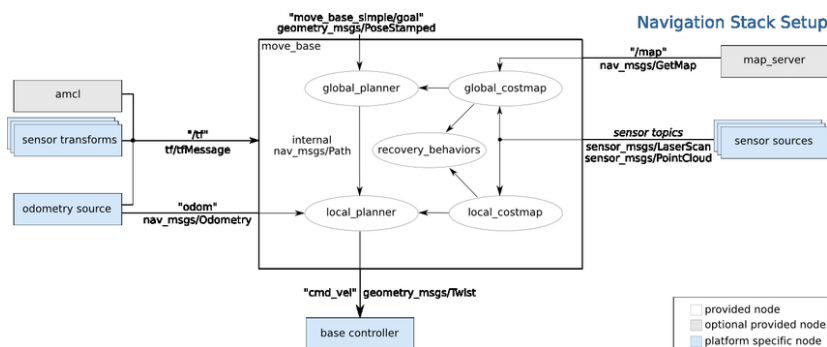 "move_base_simple/goal"
geometry_msgs/PoseStamped
Navigation Stack Setup
move_base
"/map"
nav_msgs/GetMap
map_server
amcl
global_planner
global_costmap
sensor transforms
"/tf"
tf/tfMessage
internal
nav_msgs/Path
recovery_behaviors
sensor topics
sensor_msgs/LaserScan
sensor_msgs/PointCloud
sensor sources
odometry source
"odom"
nav_msgs/Odometry
local_planner
local_costmap
"cmd_vel"
geometry_msgs/Twist
base controller
provided node
optional provided node
platform specific node